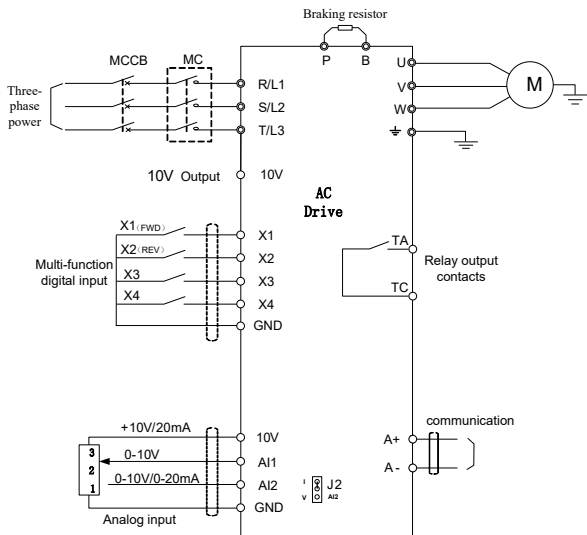 Braking resistor
P B
MCCB MC
Three-
phase
power
R/L1
S/L2
T/L3
U
V
W
M
10V Output 10V
AC
Drive
X1(FWD) X1
X2(REV) X2
X3 X3
X4 X4
GND
Multi-function
digital input
TA
TC
Relay output
contacts
+10V/20mA 10V
3
2
1
0-10V AI1
0-10V/0-20mA AI2
GND
Analog input
I J2
V AI2
communication
A+
A-